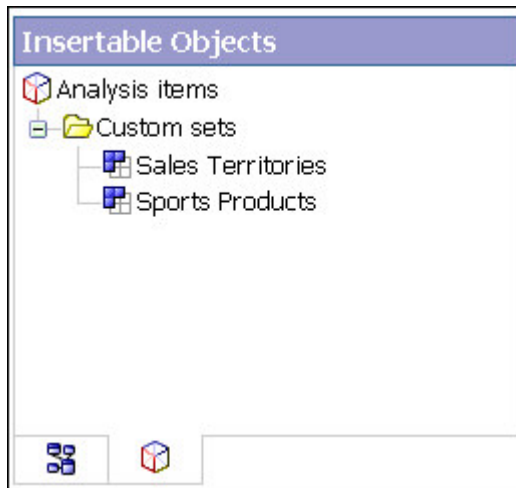 Insertable Objects
Analysis items
Custom sets
Sales Territories
Sports Products